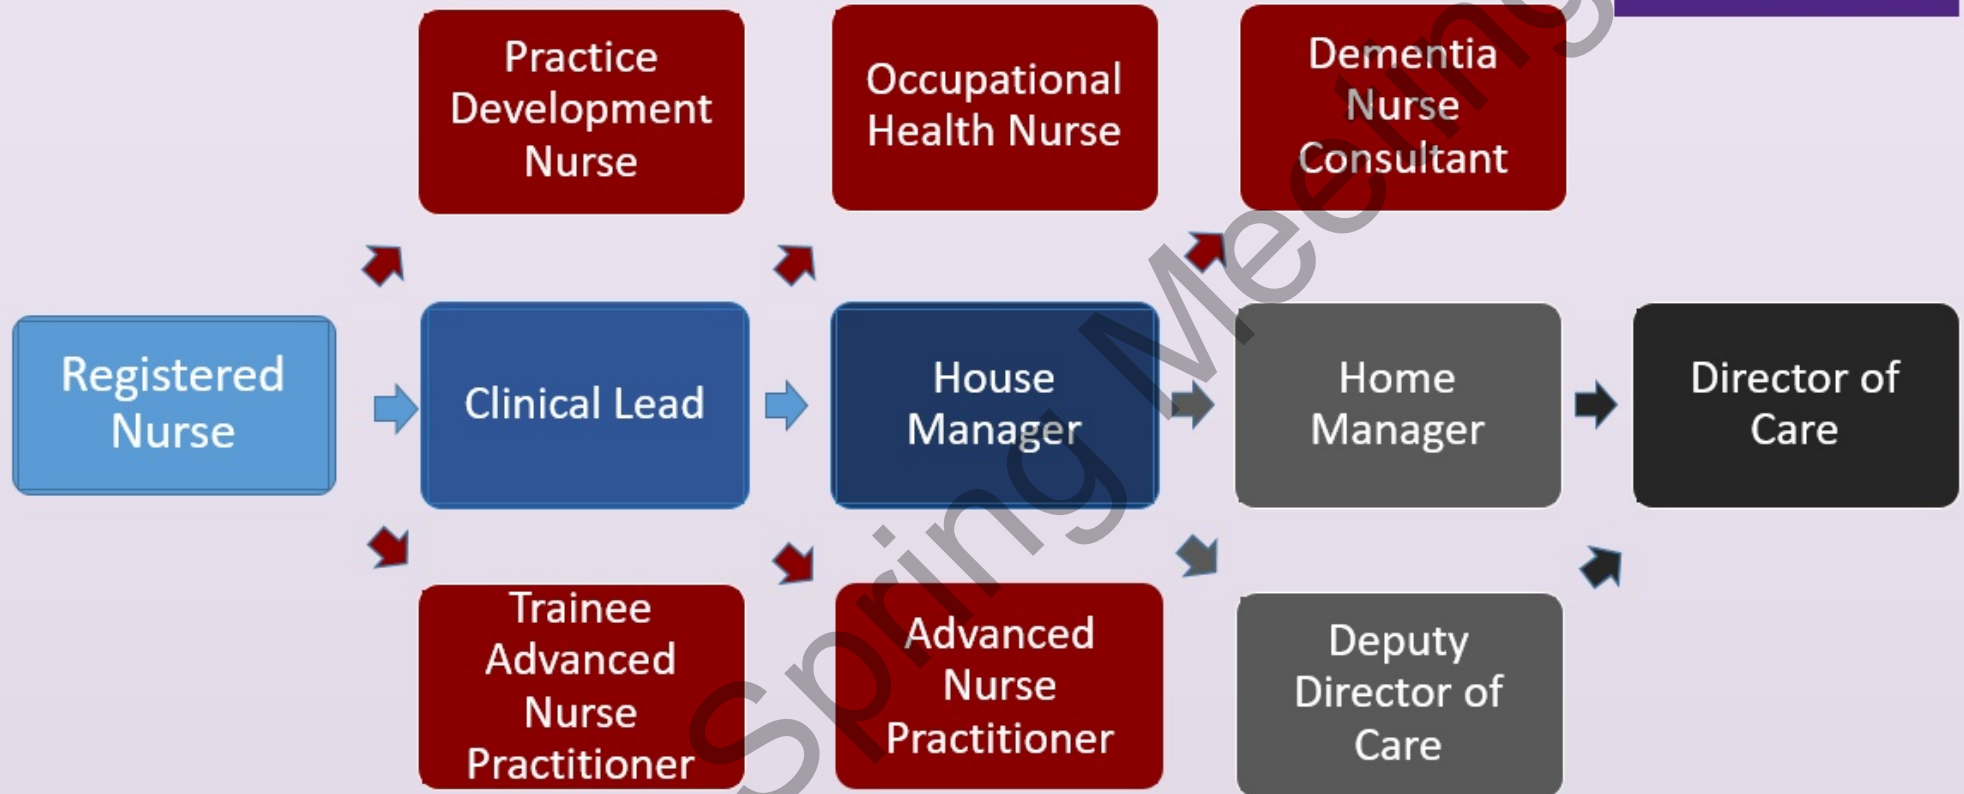 Practice
Development
Nurse
Occupational
Health Nurse
Dementia
Nurse
Consultant
Registered
Nurse
Clinical Lead
House
Manager
Home
Manager
Director of
Care
Trainee
Advanced
Nurse
Practitioner
Advanced
Nurse
Practitioner
Deputy
Director of
Care
Spring Meeting